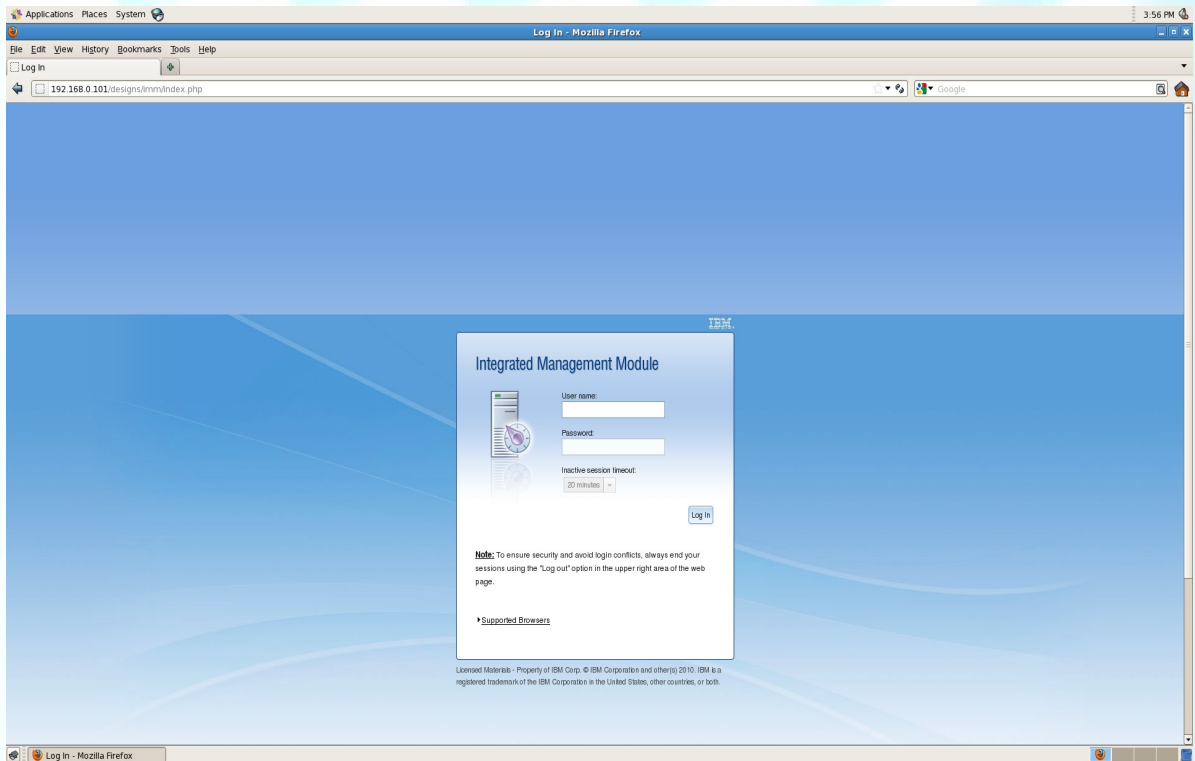 Applications Places System 3:56 PM
Log In - Mozilla Firefox
File Edit View History Bookmarks Tools Help
Log In
192.168.0.101/designs/imm/index.php Google
IBM.
Integrated Management Module
User name:
Password:
Inactive session timeout:
20 minutes
Log In
Note: To ensure security and avoid login conflicts, always end your
sessions using the "Log out" option in the upper right area of the web
page.
Supported Browsers
Licensed Materials - Property of IBM Corp. © IBM Corporation and other(s) 2010. IBM is a
registered trademark of the IBM Corporation in the United States, other countries, or both.
Log In - Mozilla Firefox